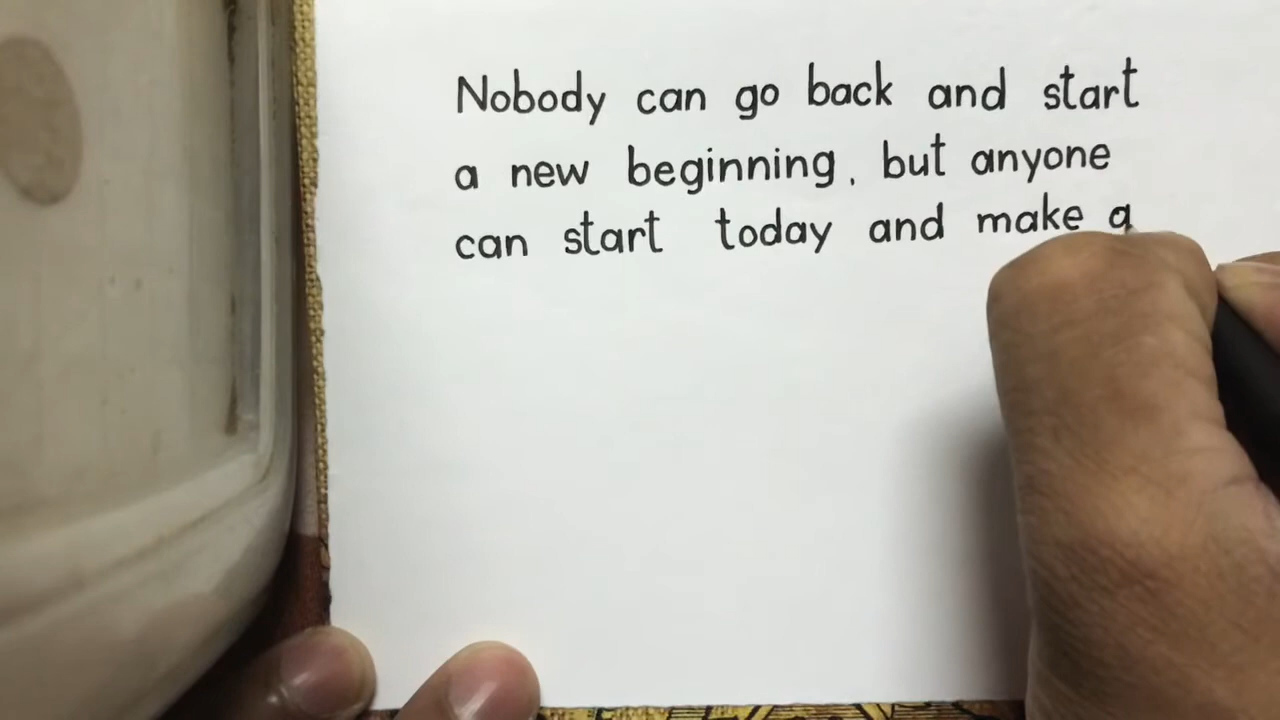 Nobody can go back and start
a new beginning, but anyone
can start today and make a